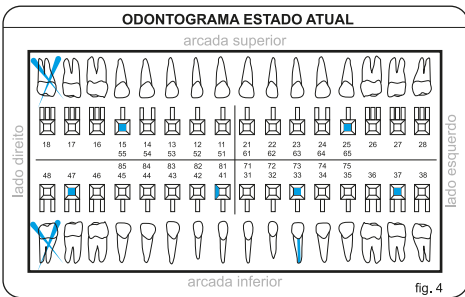 ODONTOGRAMA ESTADO ATUAL
arcada superior
lado direito
18 17 16 15 14 13 12 11 21 22 23 24 25 26 27 28
55 54 53 52 51 61 62 63 64 65
85 84 83 82 81 71 72 73 74 75
48 47 46 45 44 43 42 41 31 32 33 34 35 36 37 38
lado esquerdo
arcada inferior
fig. 4